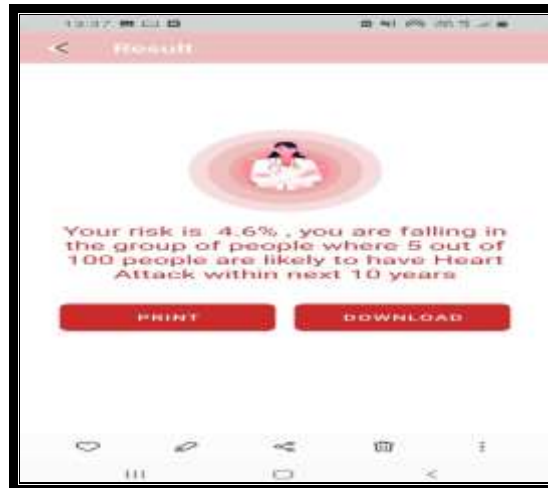 Result
Your risk is 4.6% , you are falling in
the group of people where 5 out of
100 people are likely to have Heart
Attack within next 10 years
PRINT
DOWNLOAD